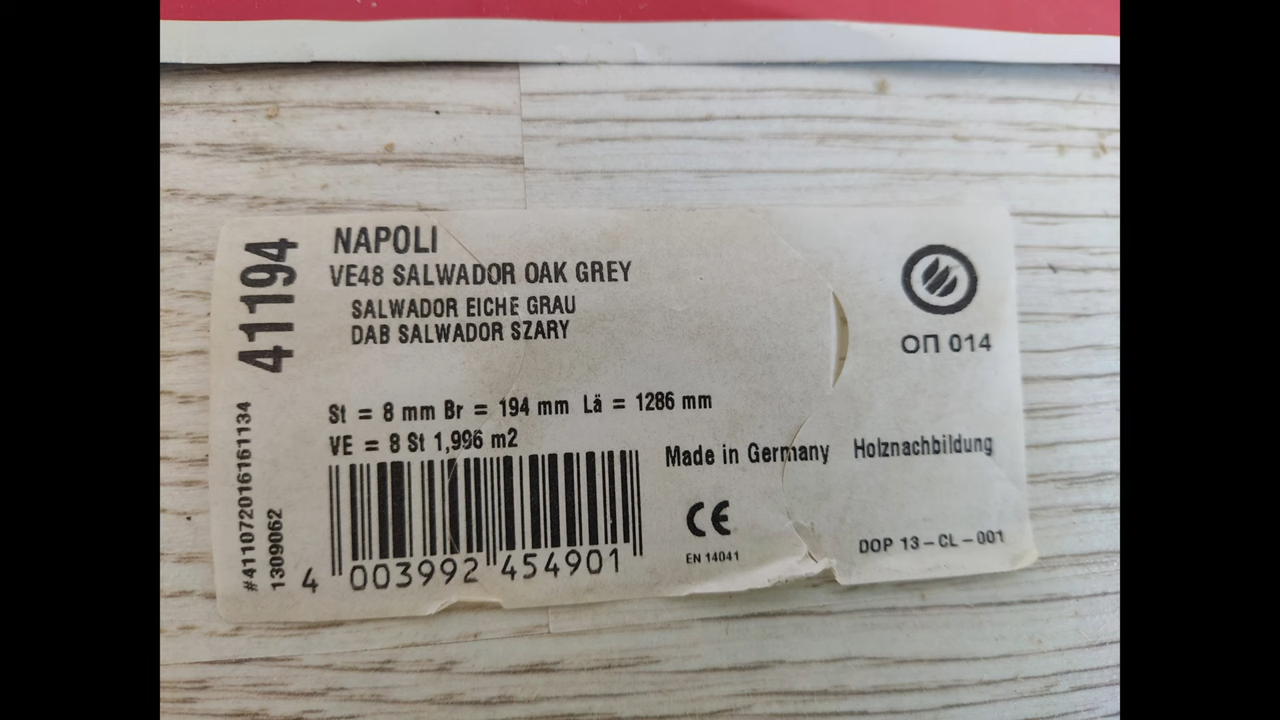 41194
NAPOLI
VE48 SALWADOR OAK GREY
SALWADOR EICHE GRAU
DAB SALWADOR SZARY
ОП 014
St = 8 mm Br = 194 mm Lä = 1286 mm
VE = 8 St 1,996 m2
Made in Germany Holznachbildung
#411072016161134
1309062
4 003992 454901
CE
EN 14041
DOP 13-CL-001